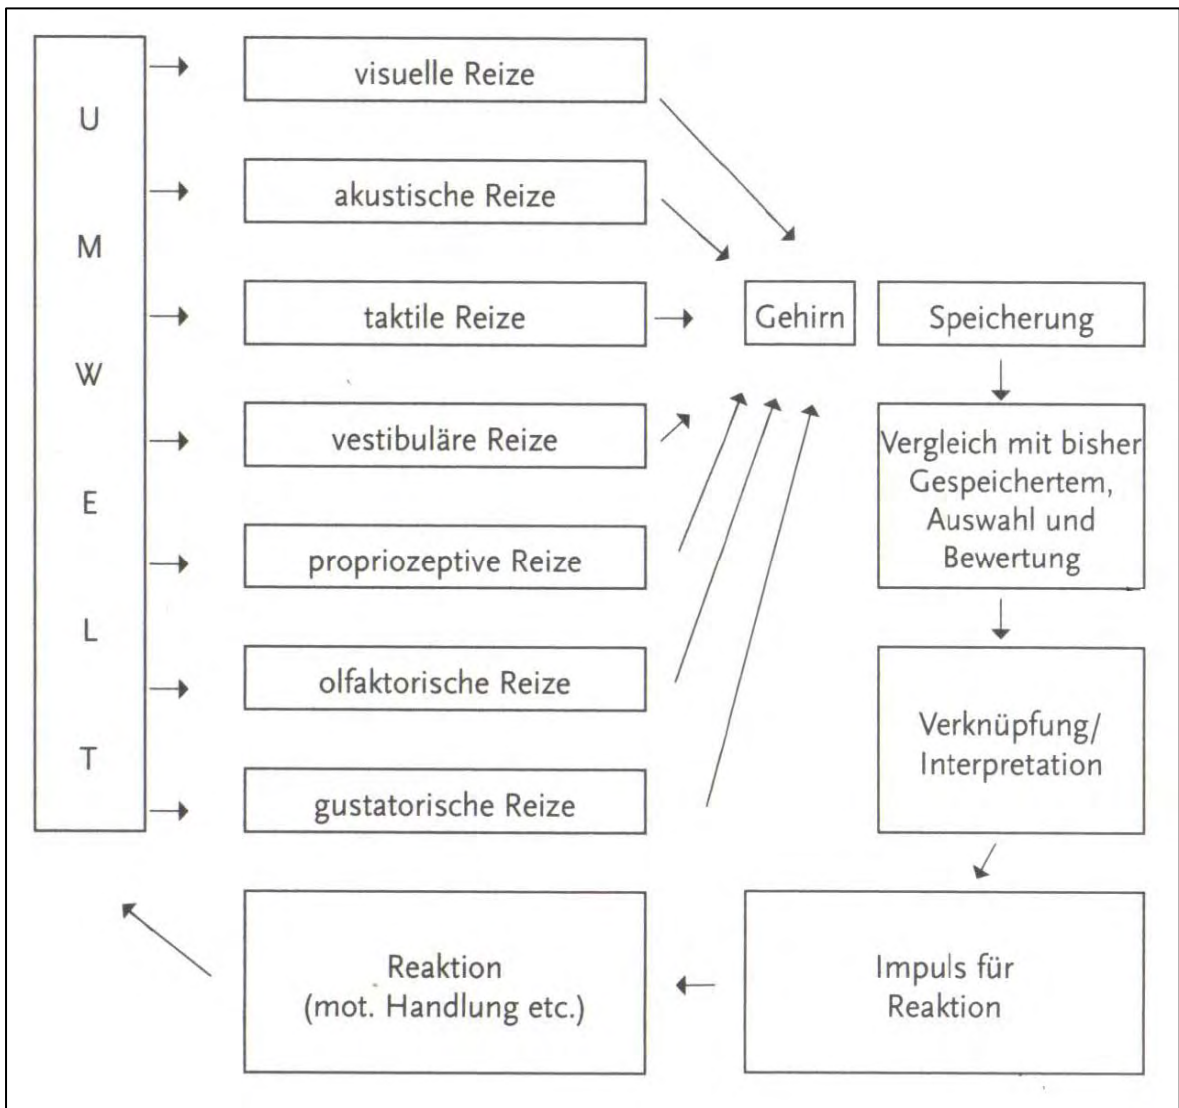 UMWELT
visuelle Reize
akustische Reize
taktile Reize
vestibuläre Reize
propriozeptive Reize
olfaktorische Reize
gustatorische Reize
Gehirn
Speicherung
Vergleich mit bisher
Gespeichertem,
Auswahl und
Bewertung
Verknüpfung/
Interpretation
Impuls für
Reaktion
Reaktion
(mot. Handlung etc.)